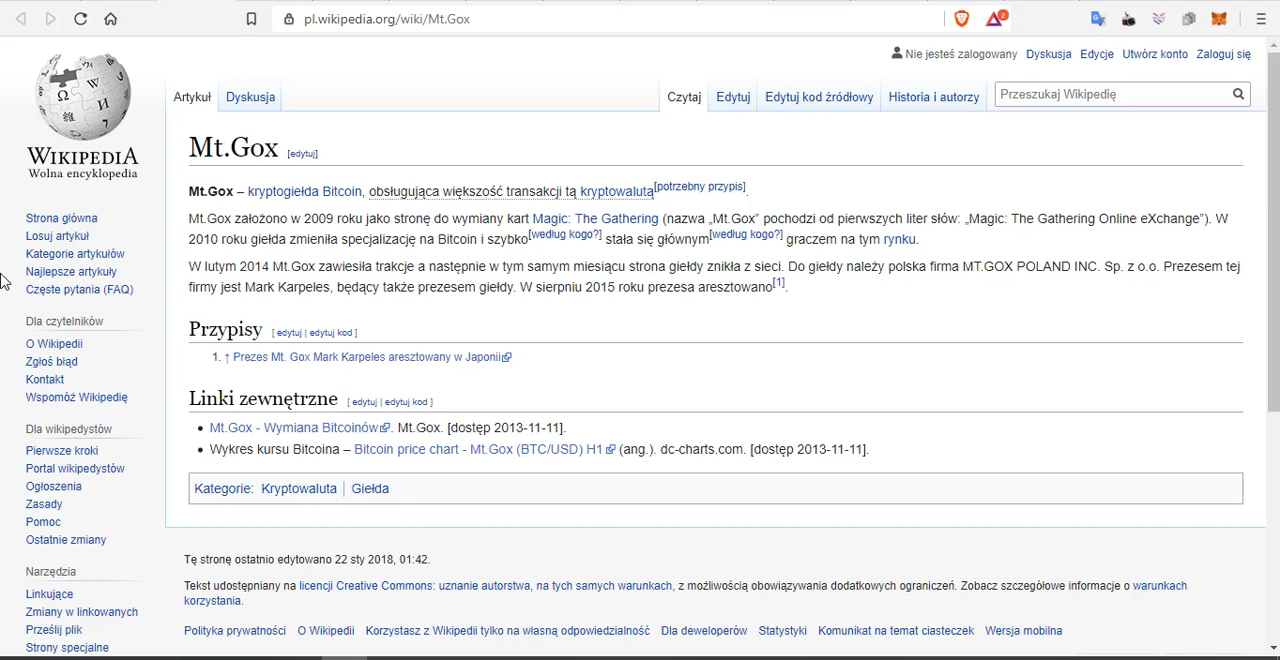 pl.wikipedia.org/wiki/Mt.Gox
2
Nie jesteś zalogowany Dyskusja Edycje Utwórz konto Zaloguj się
Artykuł Dyskusja Czytaj Edytuj Edytuj kod źródłowy Historia i autorzy Przeszukaj Wikipedię
WIKIPEDIA
Wolna encyklopedia
Strona główna
Losuj artykuł
Kategorie artykułów
Najlepsze artykuły
Częste pytania (FAQ)
Dla czytelników
O Wikipedii
Zgłoś błąd
Kontakt
Wspomóż Wikipedię
Dla wikipedystów
Pierwsze kroki
Portal wikipedystów
Ogłoszenia
Zasady
Pomoc
Ostatnie zmiany
Narzędzia
Linkujące
Zmiany w linkowanych
Prześlij plik
Strony specjalne
Mt.Gox [edytuj]
Mt.Gox – kryptogiełda Bitcoin, obsługująca większość transakcji tą kryptowalutą[potrzebny przypis].
Mt.Gox założono w 2009 roku jako stronę do wymiany kart Magic: The Gathering (nazwa „Mt.Gox” pochodzi od pierwszych liter słów: „Magic: The Gathering Online eXchange”). W
2010 roku giełda zmieniła specjalizację na Bitcoin i szybko[według kogo?] stała się głównym[według kogo?] graczem na tym rynku.
W lutym 2014 Mt.Gox zawiesiła trakcje a następnie w tym samym miesiącu strona giełdy znikła z sieci. Do giełdy należy polska firma MT.GOX POLAND INC. Sp. z o.o. Prezesem tej
firmy jest Mark Karpeles, będący także prezesem giełdy. W sierpniu 2015 roku prezesa aresztowano[1].
Przypisy [ edytuj | edytuj kod ]
1. ↑ Prezes Mt. Gox Mark Karpeles aresztowany w Japonii
Linki zewnętrzne [ edytuj | edytuj kod ]
• Mt.Gox - Wymiana Bitcoinów. Mt.Gox. [dostęp 2013-11-11].
• Wykres kursu Bitcoina – Bitcoin price chart - Mt.Gox (BTC/USD) H1 (ang.). dc-charts.com. [dostęp 2013-11-11].
Kategorie: Kryptowaluta | Giełda
Tę stronę ostatnio edytowano 22 sty 2018, 01:42.
Tekst udostępniany na licencji Creative Commons: uznanie autorstwa, na tych samych warunkach, z możliwością obowiązywania dodatkowych ograniczeń. Zobacz szczegółowe informacje o warunkach
korzystania.
Polityka prywatności O Wikipedii Korzystasz z Wikipedii tylko na własną odpowiedzialność Dla deweloperów Statystyki Komunikat na temat ciasteczek Wersja mobilna